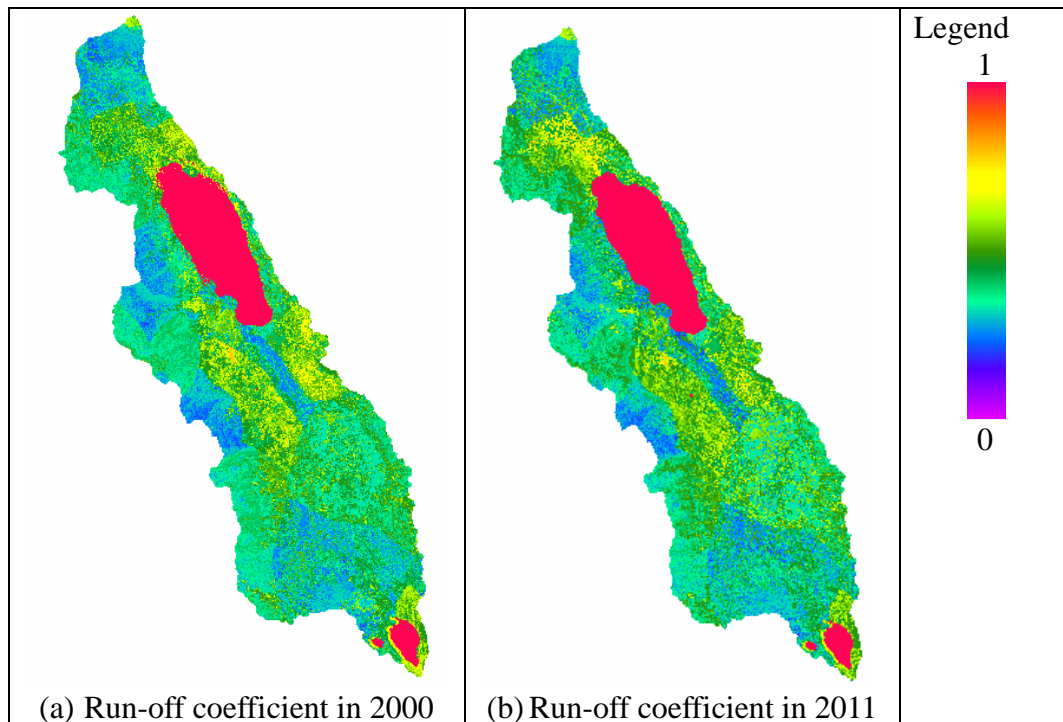 Legend
1
0
(a) Run-off coefficient in 2000
(b) Run-off coefficient in 2011